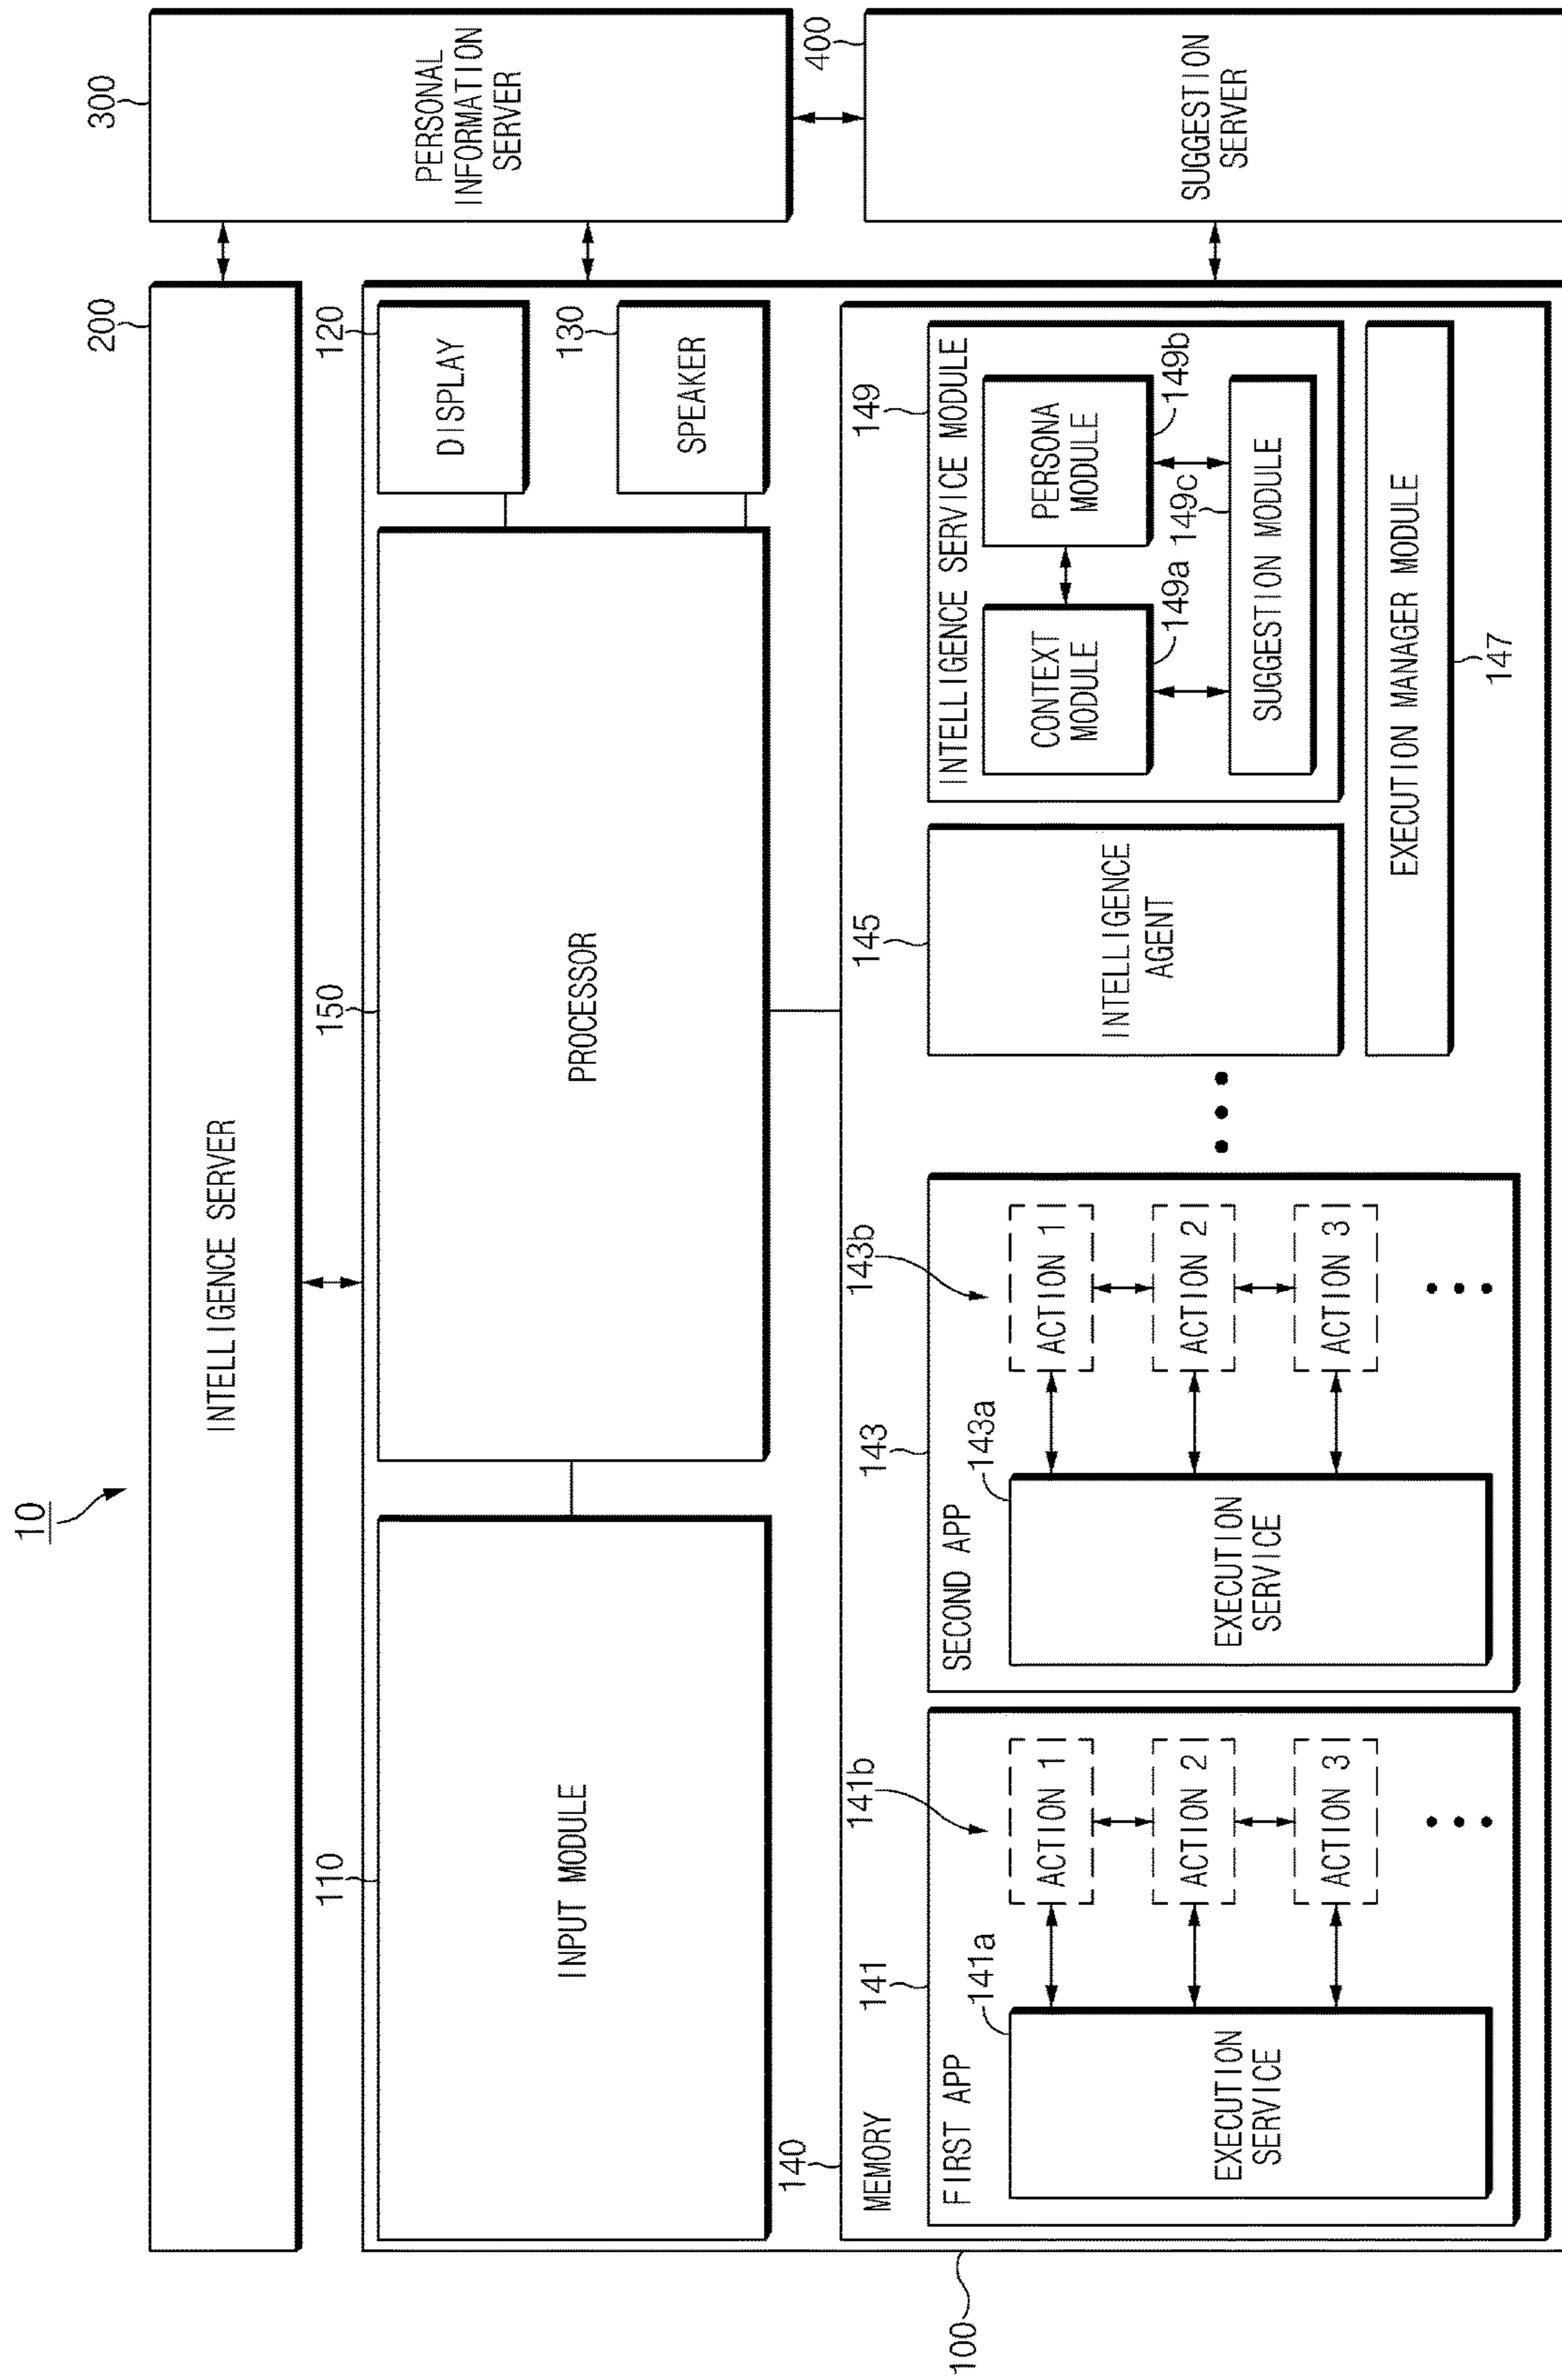 10
200
INTELLIGENCE SERVER
300
PERSONAL
INFORMATION
SERVER
110
INPUT MODULE
150
PROCESSOR
120
DISPLAY
130
SPEAKER
400
SUGGESTION
SERVER
100
140
MEMORY
141
FIRST APP
141a
EXECUTION
SERVICE
141b
ACTION 1
ACTION 2
ACTION 3
143
SECOND APP
143a
EXECUTION
SERVICE
143b
ACTION 1
ACTION 2
ACTION 3
145
INTELLIGENCE
AGENT
149
INTELLIGENCE SERVICE MODULE
CONTEXT
MODULE
149a
PERSONA
MODULE
149b
149c
SUGGESTION MODULE
EXECUTION MANAGER MODULE
147